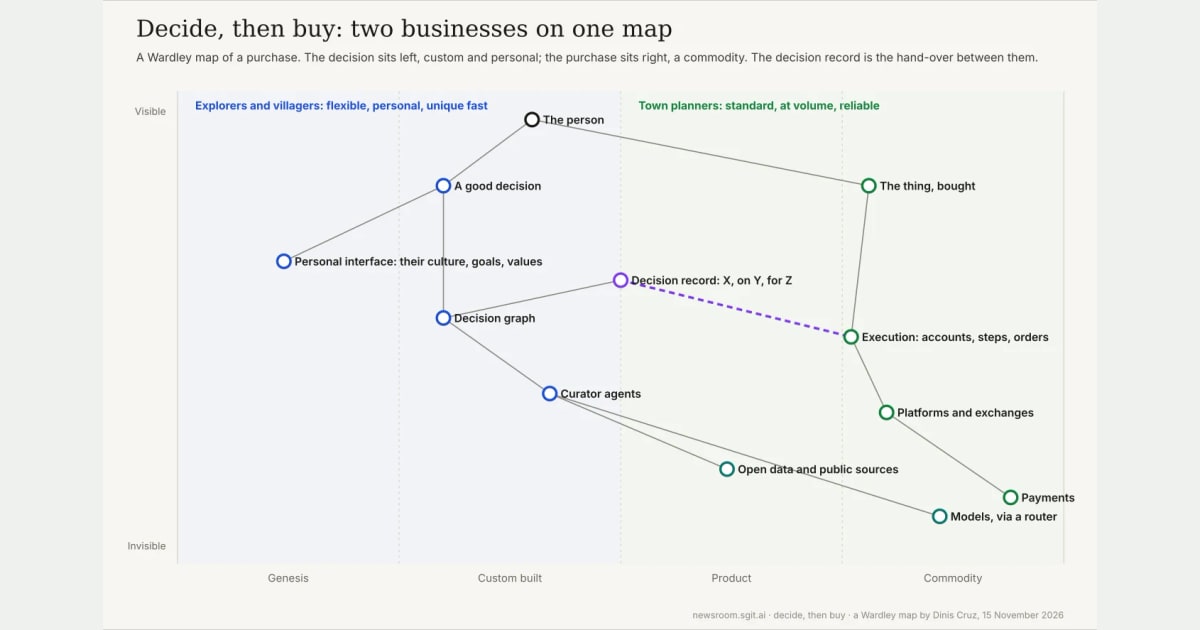 Decide, then buy: two businesses on one map
A Wardley map of a purchase. The decision sits left, custom and personal; the purchase sits right, a commodity. The decision record is the hand-over between them.
Visible
Explorers and villagers: flexible, personal, unique fast
Town planners: standard, at volume, reliable
The person
A good decision
The thing, bought
Personal interface: their culture, goals, values
Decision record: X, on Y, for Z
Decision graph
Execution: accounts, steps, orders
Curator agents
Platforms and exchanges
Open data and public sources
Payments
Models, via a router
Invisible
Genesis
Custom built
Product
Commodity
newsroom.sgit.ai · decide, then buy · a Wardley map by Dinis Cruz, 15 November 2026